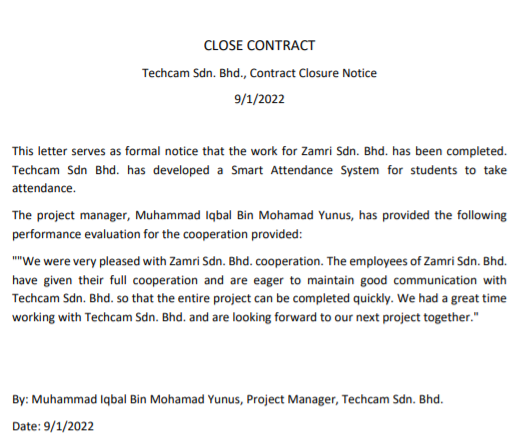 CLOSE CONTRACT
Techcam Sdn. Bhd., Contract Closure Notice
9/1/2022
This letter serves as formal notice that the work for Zamri Sdn. Bhd. has been completed.
Techcam Sdn Bhd. has developed a Smart Attendance System for students to take
attendance.
The project manager, Muhammad Iqbal Bin Mohamad Yunus, has provided the following
performance evaluation for the cooperation provided:
""We were very pleased with Zamri Sdn. Bhd. cooperation. The employees of Zamri Sdn. Bhd.
have given their full cooperation and are eager to maintain good communication with
Techcam Sdn. Bhd. so that the entire project can be completed quickly. We had a great time
working with Techcam Sdn. Bhd. and are looking forward to our next project together."
By: Muhammad Iqbal Bin Mohamad Yunus, Project Manager, Techcam Sdn. Bhd.
Date: 9/1/2022